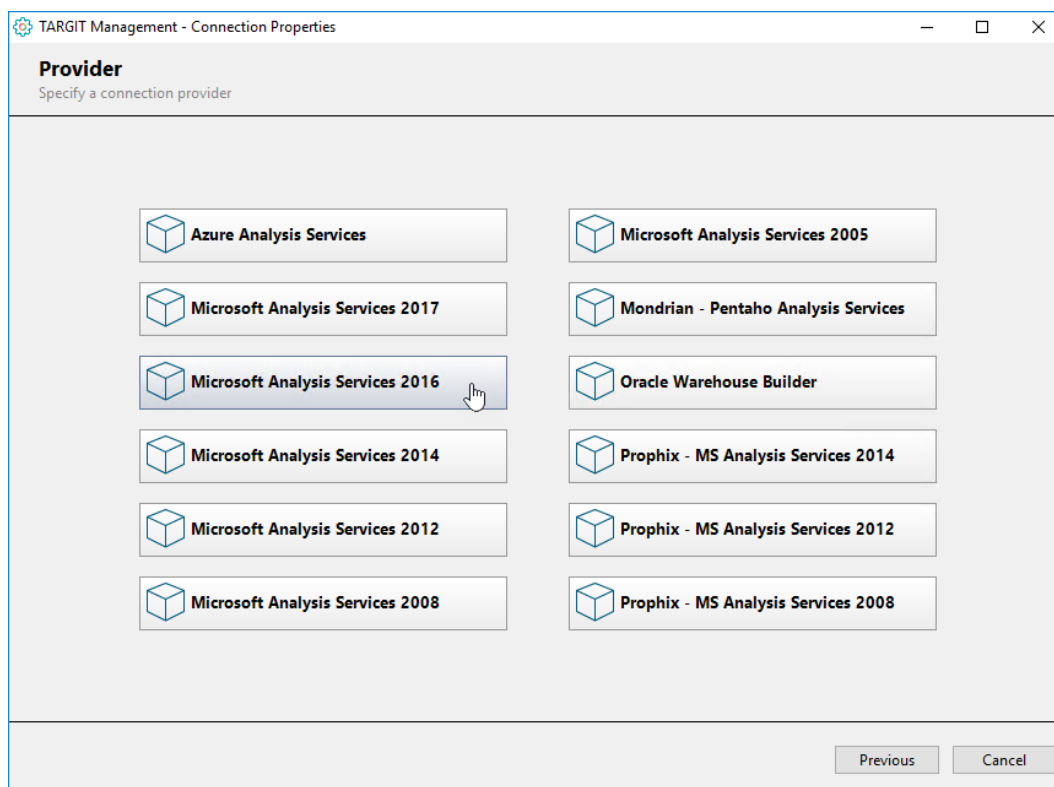 TARGIT Management - Connection Properties
Provider
Specify a connection provider
Azure Analysis Services
Microsoft Analysis Services 2017
Microsoft Analysis Services 2016
Microsoft Analysis Services 2014
Microsoft Analysis Services 2012
Microsoft Analysis Services 2008
Microsoft Analysis Services 2005
Mondrian - Pentaho Analysis Services
Oracle Warehouse Builder
Prophix - MS Analysis Services 2014
Prophix - MS Analysis Services 2012
Prophix - MS Analysis Services 2008
Previous
Cancel